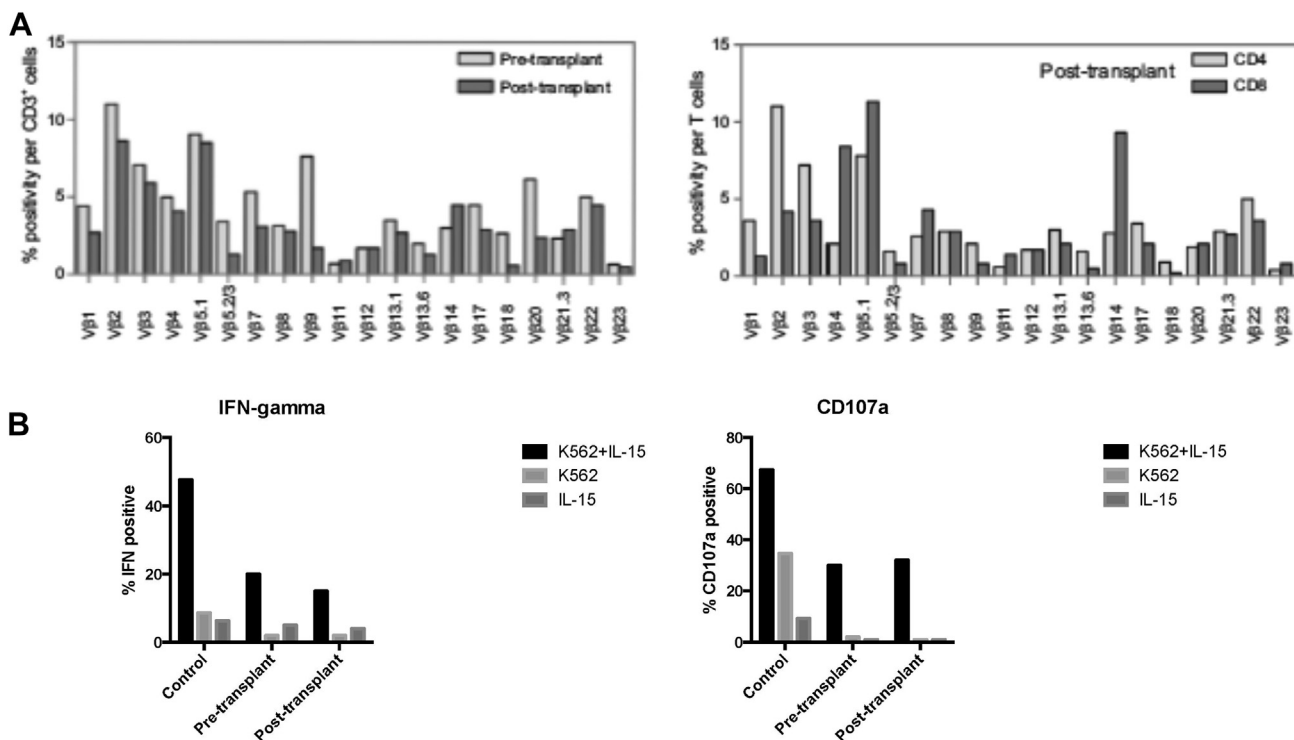 A
15
10
5
0
% positivity per CD3+ cells
Pre-transplant
Post-transplant
Vβ1
Vβ2
Vβ3
Vβ4
Vβ5.1
Vβ5.2/3
Vβ7
Vβ8
Vβ9
Vβ11
Vβ12
Vβ13.1
Vβ13.6
Vβ14
Vβ17
Vβ18
Vβ20
Vβ21.3
Vβ22
Vβ23
15
10
5
0
% positivity per T cells
Post-transplant
CD4
CD8
Vβ1
Vβ2
Vβ3
Vβ4
Vβ5.1
Vβ5.2/3
Vβ7
Vβ8
Vβ9
Vβ11
Vβ12
Vβ13.1
Vβ13.6
Vβ14
Vβ17
Vβ18
Vβ20
Vβ21.3
Vβ22
Vβ23
B
IFN-gamma
60
40
20
0
% IFN positive
K562+IL-15
K562
IL-15
Control
Pre-transplant
Post-transplant
CD107a
80
60
40
20
0
% CD107a positive
K562+IL-15
K562
IL-15
Control
Pre-transplant
Post-transplant